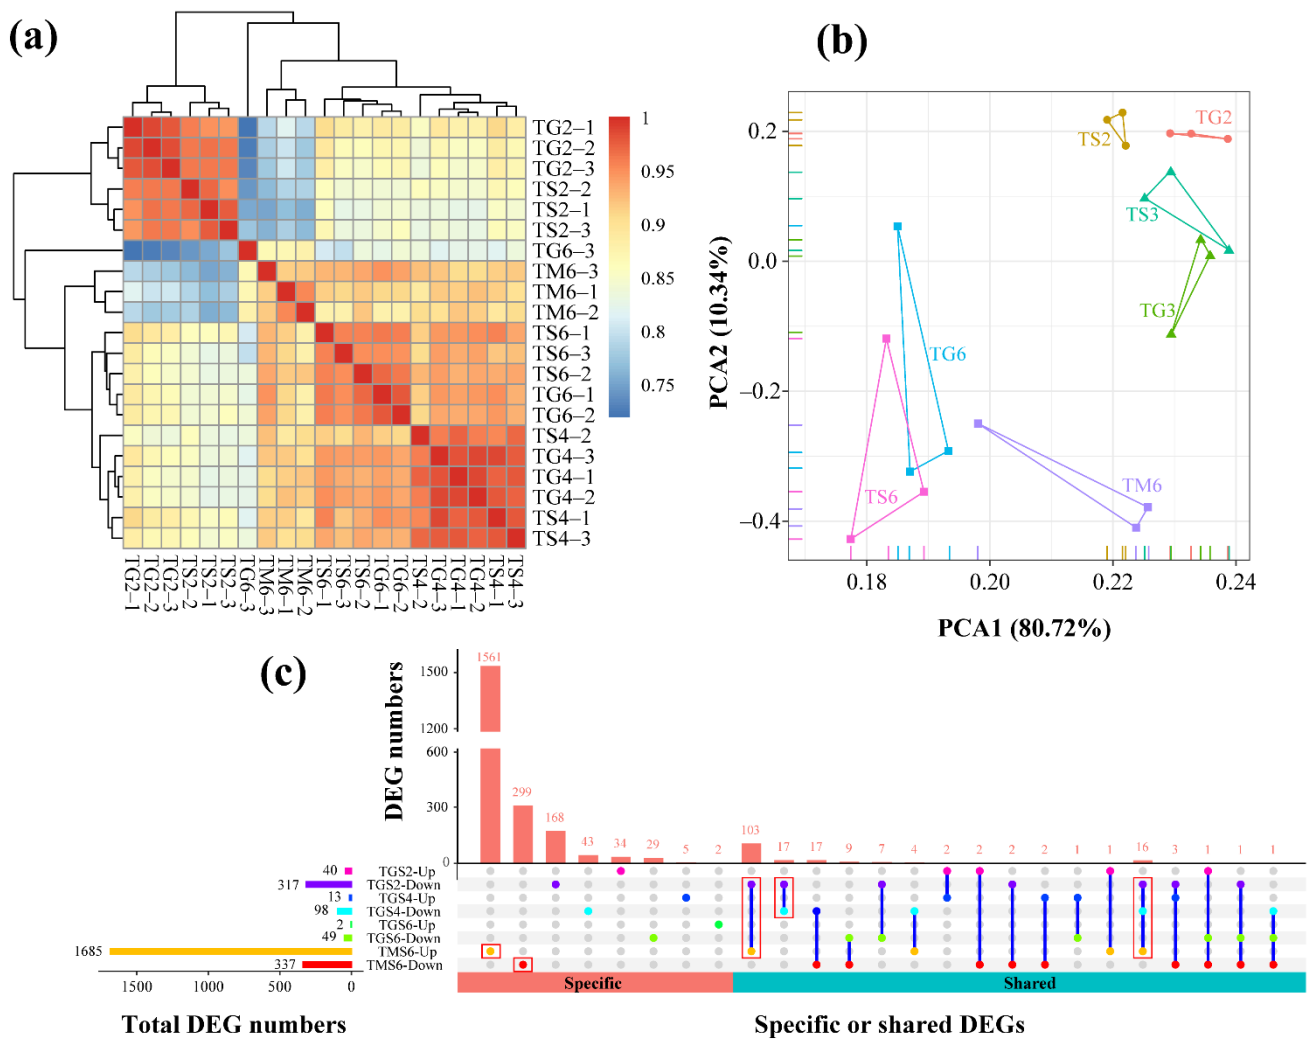 (a)
TG2–1
TG2–2
TG2–3
TS2–2
TS2–1
TS2–3
TG6–3
TM6–3
TM6–1
TM6–2
TS6–1
TS6–3
TS6–2
TG6–1
TG6–2
TS4–2
TG4–3
TG4–1
TG4–2
TS4–1
TS4–3
TG2–1
TG2–2
TG2–3
TS2–2
TS2–1
TS2–3
TG6–3
TM6–3
TM6–1
TM6–2
TS6–1
TS6–3
TS6–2
TG6–1
TG6–2
TS4–2
TG4–3
TG4–1
TG4–2
TS4–1
TS4–3
1
0.95
0.9
0.85
0.8
0.75
(b)
PCA2 (10.34%)
0.2
0.0
–0.2
–0.4
TS2
TG2
TS3
TG3
TG6
TS6
TM6
0.18 0.20 0.22 0.24
PCA1 (80.72%)
(c)
DEG numbers
1500
1200
600
300
0
1561 299 168 43 34 29 5 2 103 17 17 9 7 4 2 2 2 2 1 1 16 3 1 1 1
40 TGS2-Up
317 TGS2-Down
13 TGS4-Up
98 TGS4-Down
2 TGS6-Up
49 TGS6-Down
1685 TMS6-Up
337 TMS6-Down
1500 1000 500 0
Specific Shared
Total DEG numbers
Specific or shared DEGs